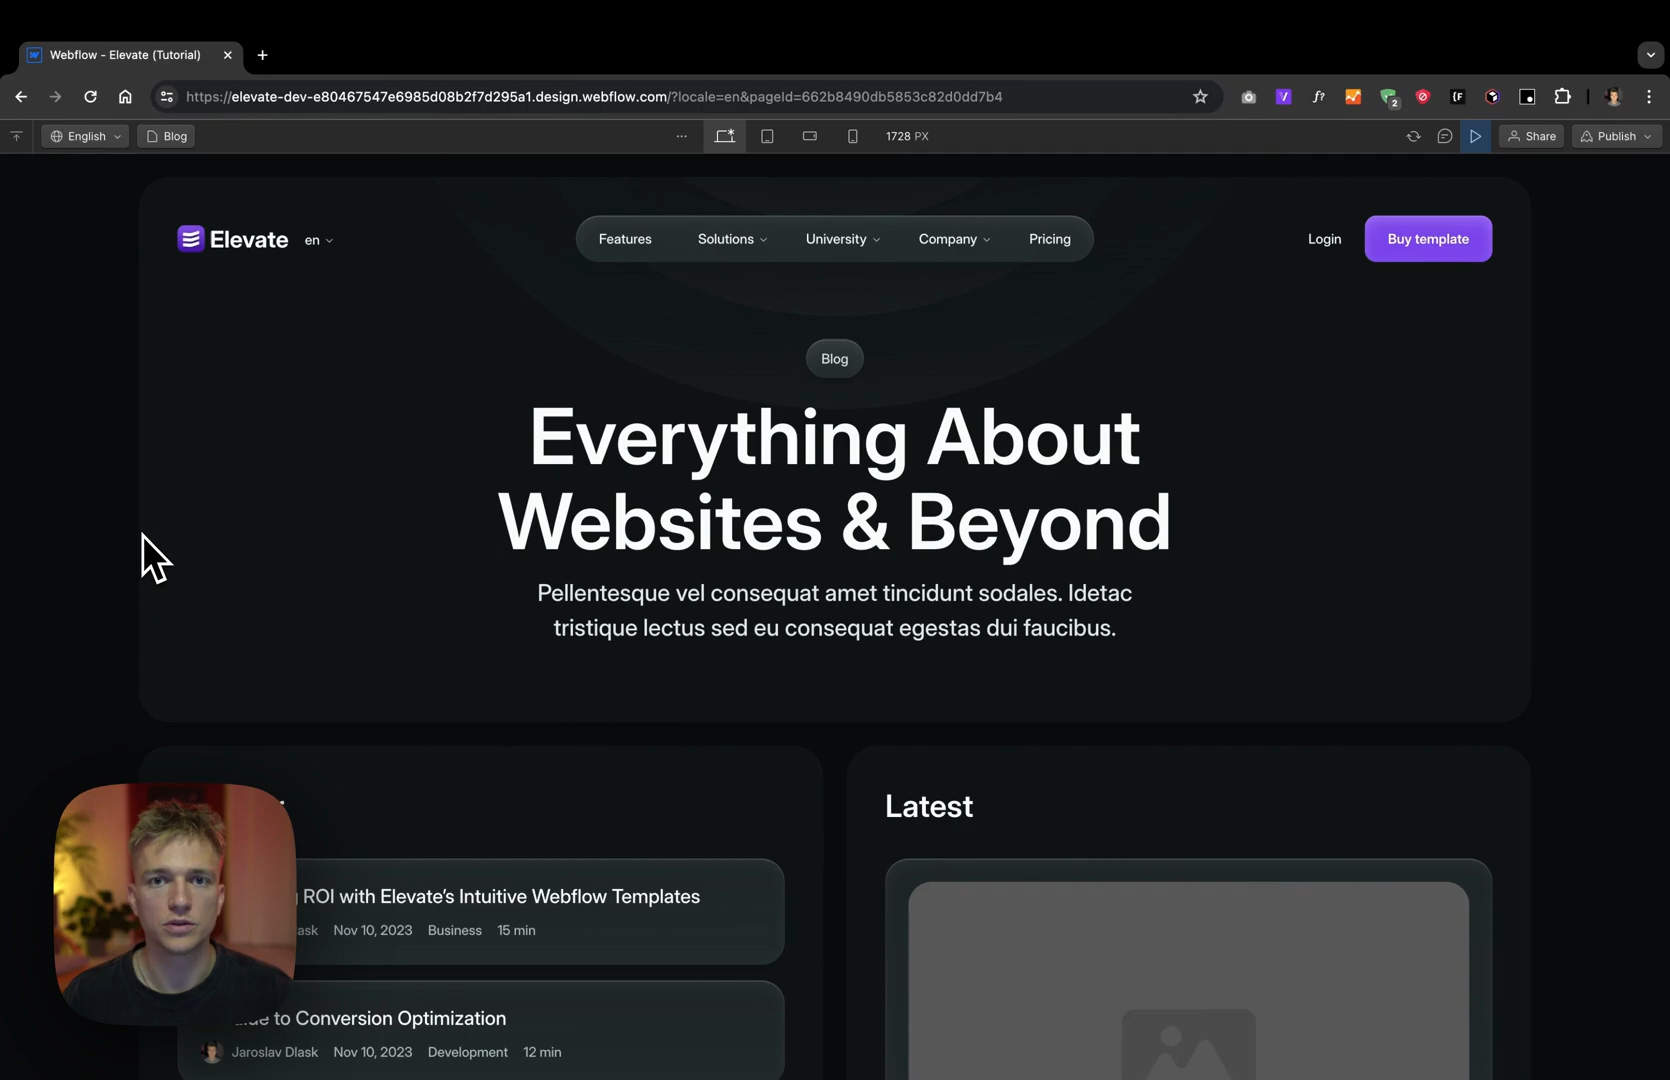 Webflow - Elevate (Tutorial)
https://elevate-dev-e80467547e6985d08b2f7d295a1.design.webflow.com/?locale=en&pageId=662b8490db5853c82d0dd7b4
f?
2
English
Blog
1728 PX
Share
Publish
Elevate
en
Features
Solutions
University
Company
Pricing
Login
Buy template
Blog
Everything About
Websites & Beyond
Pellentesque vel consequat amet tincidunt sodales. Idetac
tristique lectus sed eu consequat egestas dui faucibus.
Latest
ROI with Elevate's Intuitive Webflow Templates
Nov 10, 2023 Business 15 min
to Conversion Optimization
Jaroslav Dlask Nov 10, 2023 Development 12 min